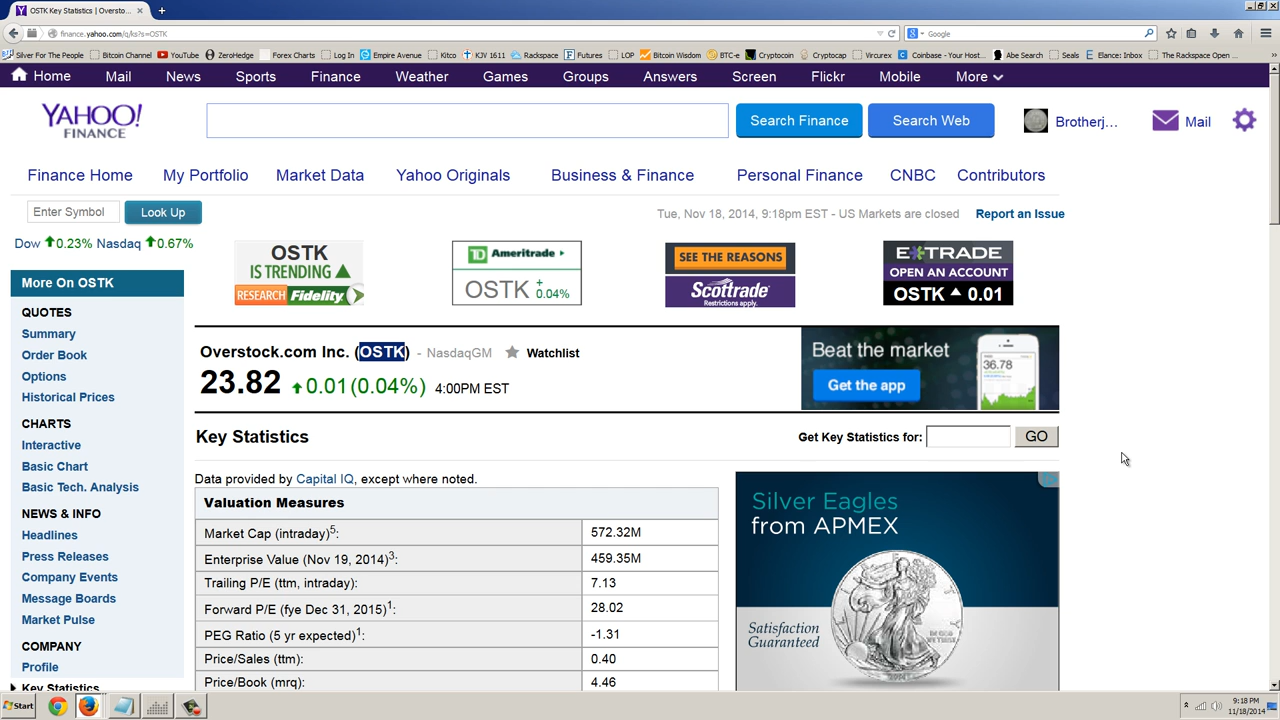 OSTK Key Statistics | Oversto...
finance.yahoo.com/q/ks?s=OSTK
Google
Silver For The People
Bitcoin Channel
YouTube
ZeroHedge
Forex Charts
Log In
Empire Avenue
Kitco
KJV 1611
Rackspace
Futures
LOP
Bitcoin Wisdom
BTC-e
Cryptocoin
Cryptocap
Vircurex
Coinbase - Your Host...
Abe Search
Seals
Elance: Inbox
The Rackspace Open ...
Home Mail News Sports Finance Weather Games Groups Answers Screen Flickr Mobile More
YAHOO!
FINANCE
Search Finance
Search Web
Brotherj...
Mail
Finance Home My Portfolio Market Data Yahoo Originals Business & Finance Personal Finance CNBC Contributors
Enter Symbol
Look Up
Tue, Nov 18, 2014, 9:18pm EST - US Markets are closed
Report an Issue
Dow 0.23% Nasdaq 0.67%
OSTK
IS TRENDING
RESEARCH Fidelity
TD Ameritrade
OSTK + 0.04%
SEE THE REASONS
Scottrade
Restrictions apply.
E*TRADE
OPEN AN ACCOUNT
OSTK 0.01
More On OSTK
QUOTES
Summary
Order Book
Options
Historical Prices
CHARTS
Interactive
Basic Chart
Basic Tech. Analysis
NEWS & INFO
Headlines
Press Releases
Company Events
Message Boards
Market Pulse
COMPANY
Profile
Key Statistics
Overstock.com Inc. (OSTK) - NasdaqGM Watchlist
23.82 0.01 (0.04%) 4:00PM EST
Beat the market
Get the app
36.78
Key Statistics
Get Key Statistics for:
GO
Data provided by Capital IQ, except where noted.
Valuation Measures
Market Cap (intraday)5: 572.32M
Enterprise Value (Nov 19, 2014)3: 459.35M
Trailing P/E (ttm, intraday): 7.13
Forward P/E (fye Dec 31, 2015)1: 28.02
PEG Ratio (5 yr expected)1: -1.31
Price/Sales (ttm): 0.40
Price/Book (mrq): 4.46
Silver Eagles
from APMEX
Satisfaction
Guaranteed
Start
9:18 PM
11/18/2014